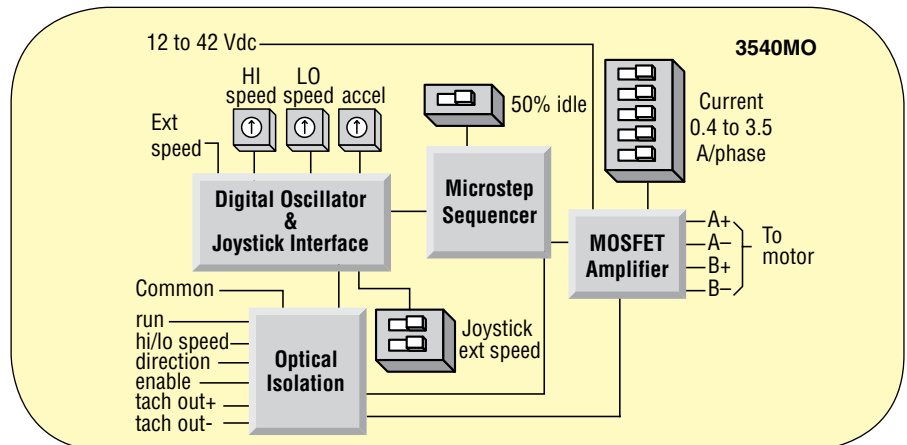 12 to 42 Vdc
3540MO
HI
speed
LO
speed
accel
50% idle
Current
0.4 to 3.5
A/phase
Ext
speed
Digital Oscillator
&
Joystick Interface
Microstep
Sequencer
MOSFET
Amplifier
A+
A–
B+
B–
To
motor
Common
run
hi/lo speed
direction
enable
tach out+
tach out-
Optical
Isolation
Joystick
ext speed